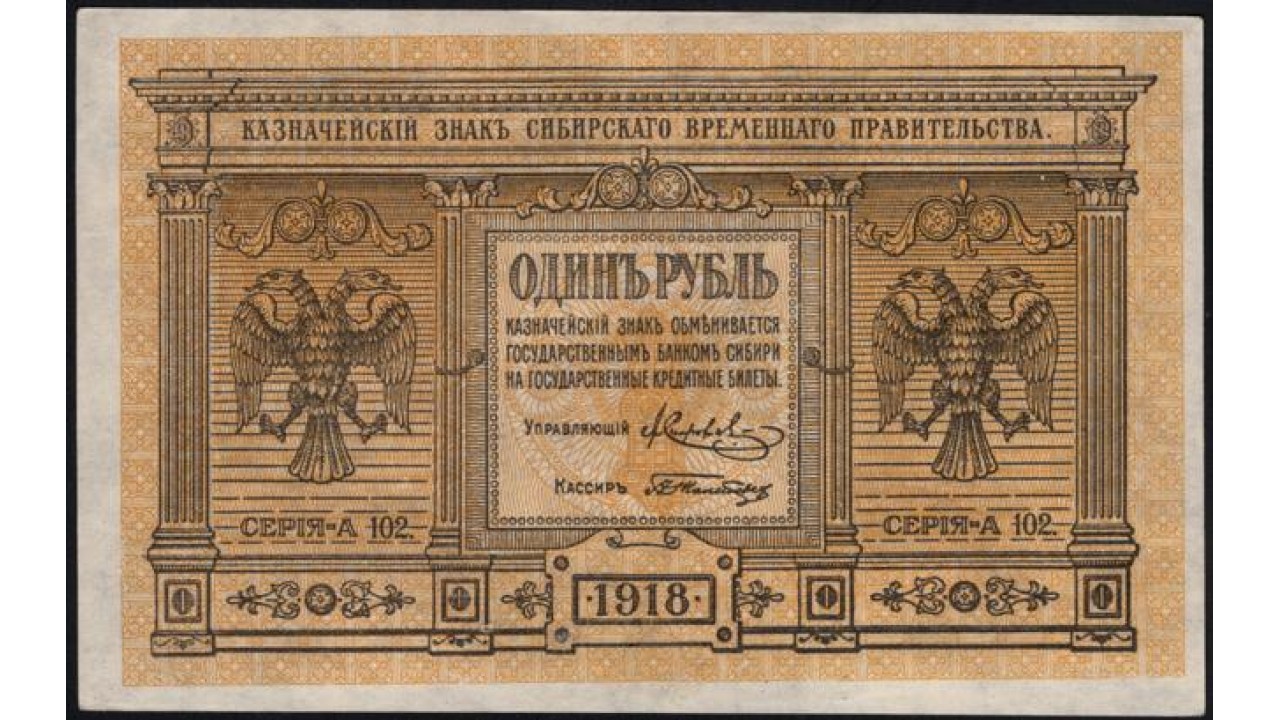 КАЗНАЧЕЙСКІЙ ЗНАКЪ СИБИРСКАГО ВРЕМЕННАГО ПРАВИТЕЛЬСТВА.
ОДИНЪ РУБЛЬ
КАЗНАЧЕЙСКІЙ ЗНАКЪ ОБМѢНИВАЕТСЯ
ГОСУДАРСТВЕННЫМЪ БАНКОМЪ СИБИРИ
НА ГОСУДАРСТВЕННЫЕ КРЕДИТНЫЕ БИЛЕТЫ.
УПРАВЛЯЮЩІЙ
КАССИРЪ
СЕРІЯ-А 102.
СЕРІЯ-А 102.
·1918·